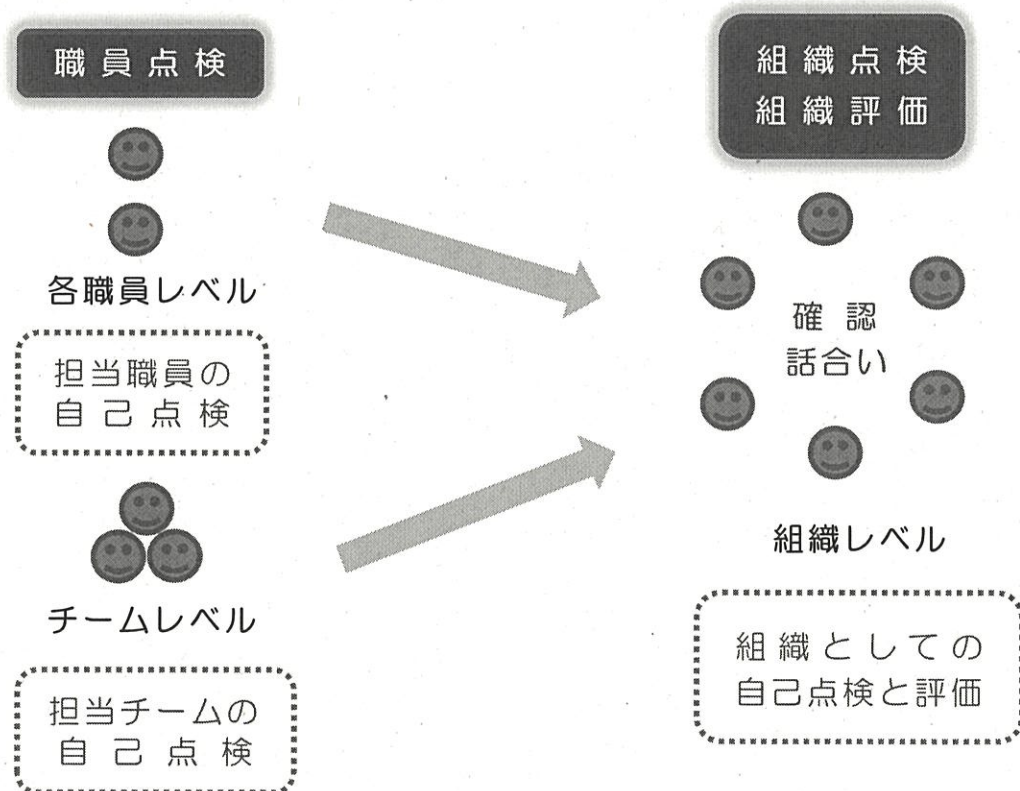 職員点検
各職員レベル
担当職員の
自己点検
チームレベル
担当チームの
自己点検
組織点検
組織評価
確認
話合い
組織レベル
組織としての
自己点検と評価